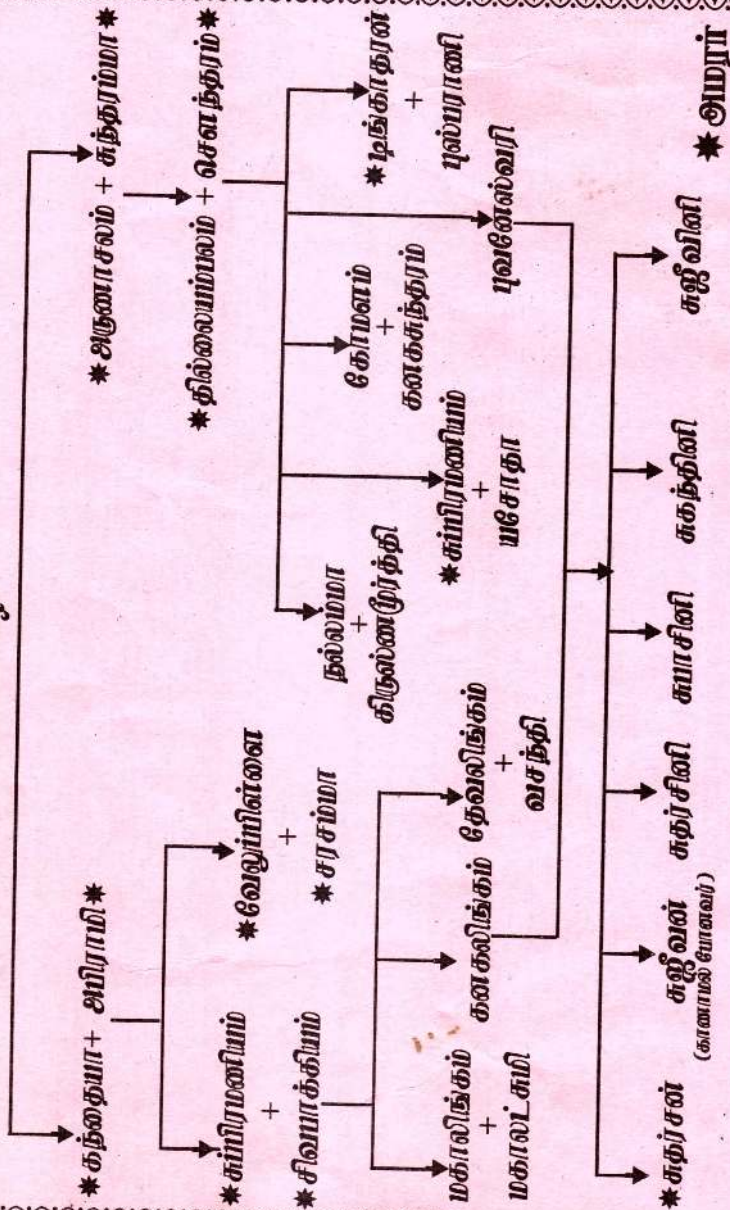 ✷கந்தையா + அபிராமி✷
✷அருணாசலம் + சுந்தரம்மா✷
✷தில்லையம்பலம் + சௌந்தரம்✷
✷சுப்பிரமணியம்
+
✷சிவபாக்கியம்
✷வேலுப்பிள்ளை
+
✷சரசம்மா
நல்லம்மா
+
கிருஸ்ணமூர்த்தி
✷சுப்பிரமணியம்
+
யசோதா
கோமளம்
+
கனகசுந்தரம்
புவனேஸ்வரி
+
புஸ்பராணி
மகாலிங்கம்
+
மகாலட்சுமி
கனகலிங்கம்
தேவலிங்கம்
+
வசந்தி
✷சுதர்சன்
சுஜீவன்
(காணாமல் போனவர்)
சுதர்சினி
சுபாசினி
சுகந்தினி
சுஜீவினி
✷ அமரர்